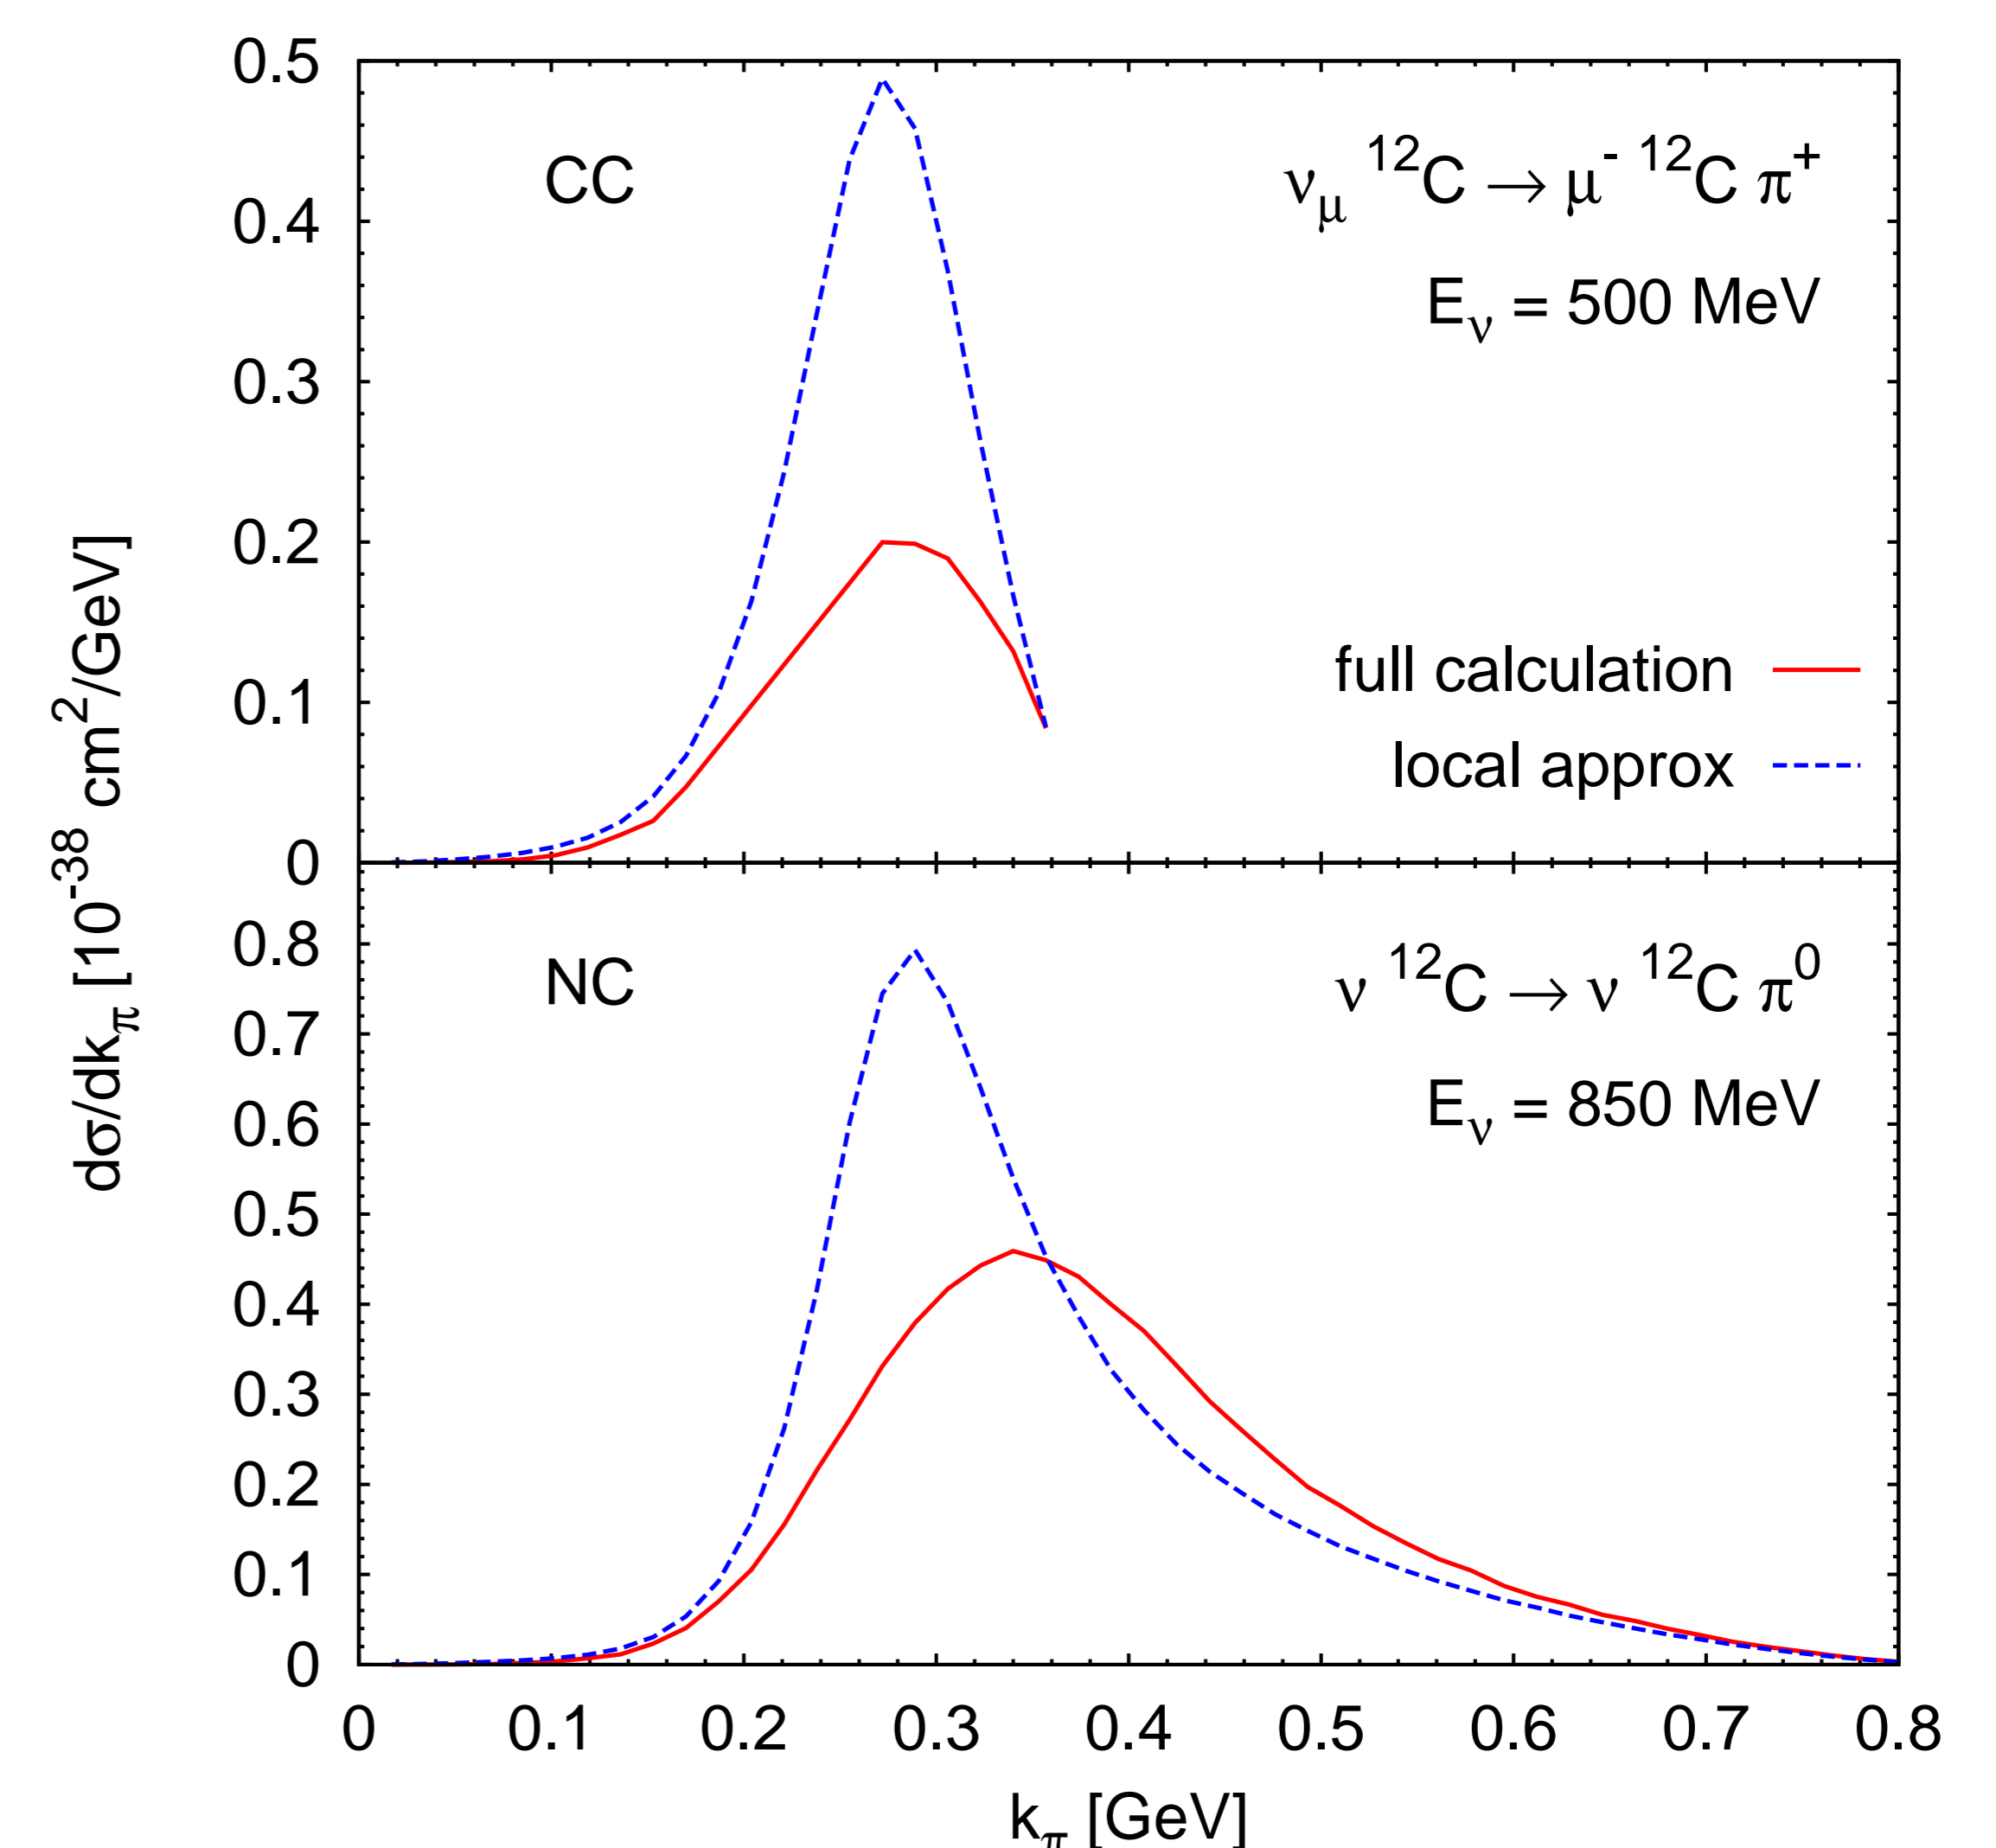 0.5
CC
ν_μ ^12C → μ^- ^12C π^+
0.4
E_ν = 500 MeV
0.3
0.2
full calculation
0.1
local approx
0
dσ/dk_π [10^-38 cm^2/GeV]
0.8
NC
ν ^12C → ν ^12C π^0
0.7
E_ν = 850 MeV
0.6
0.5
0.4
0.3
0.2
0.1
0
0 0.1 0.2 0.3 0.4 0.5 0.6 0.7 0.8
k_π [GeV]